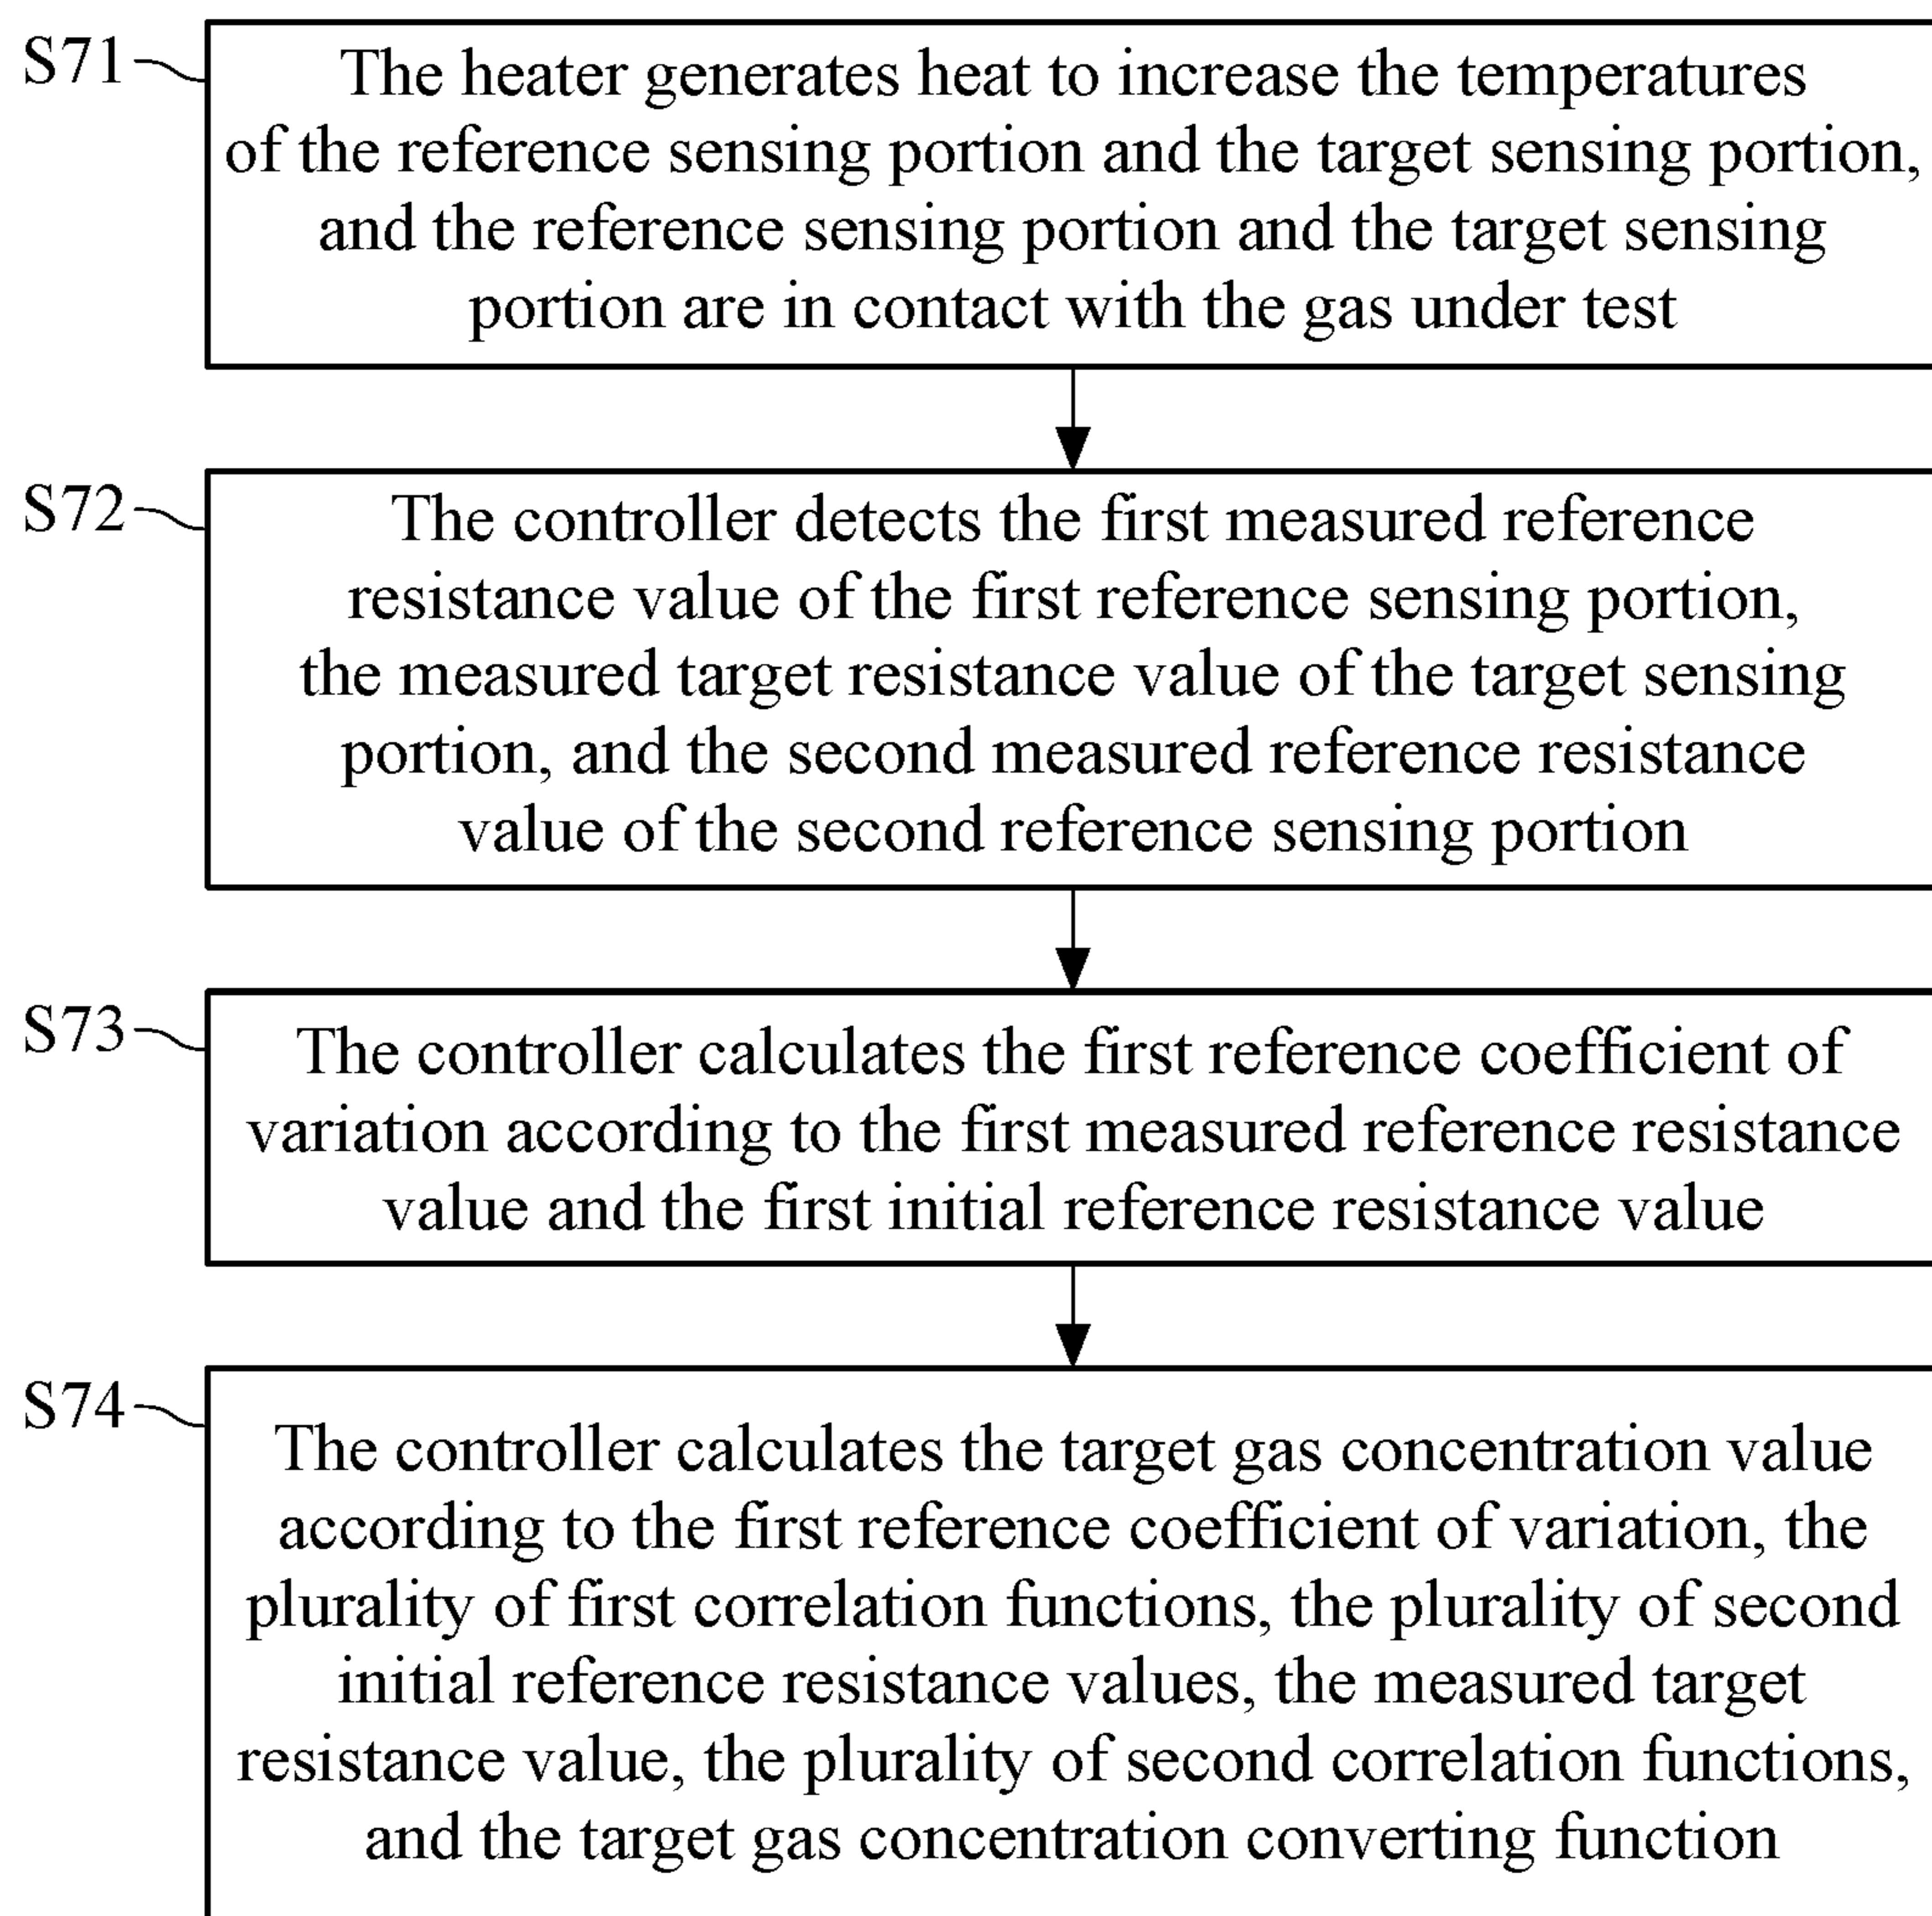 S71
The heater generates heat to increase the temperatures
of the reference sensing portion and the target sensing portion,
and the reference sensing portion and the target sensing
portion are in contact with the gas under test
S72
The controller detects the first measured reference
resistance value of the first reference sensing portion,
the measured target resistance value of the target sensing
portion, and the second measured reference resistance
value of the second reference sensing portion
S73
The controller calculates the first reference coefficient of
variation according to the first measured reference resistance
value and the first initial reference resistance value
S74
The controller calculates the target gas concentration value
according to the first reference coefficient of variation, the
plurality of first correlation functions, the plurality of second
initial reference resistance values, the measured target
resistance value, the plurality of second correlation functions,
and the target gas concentration converting function